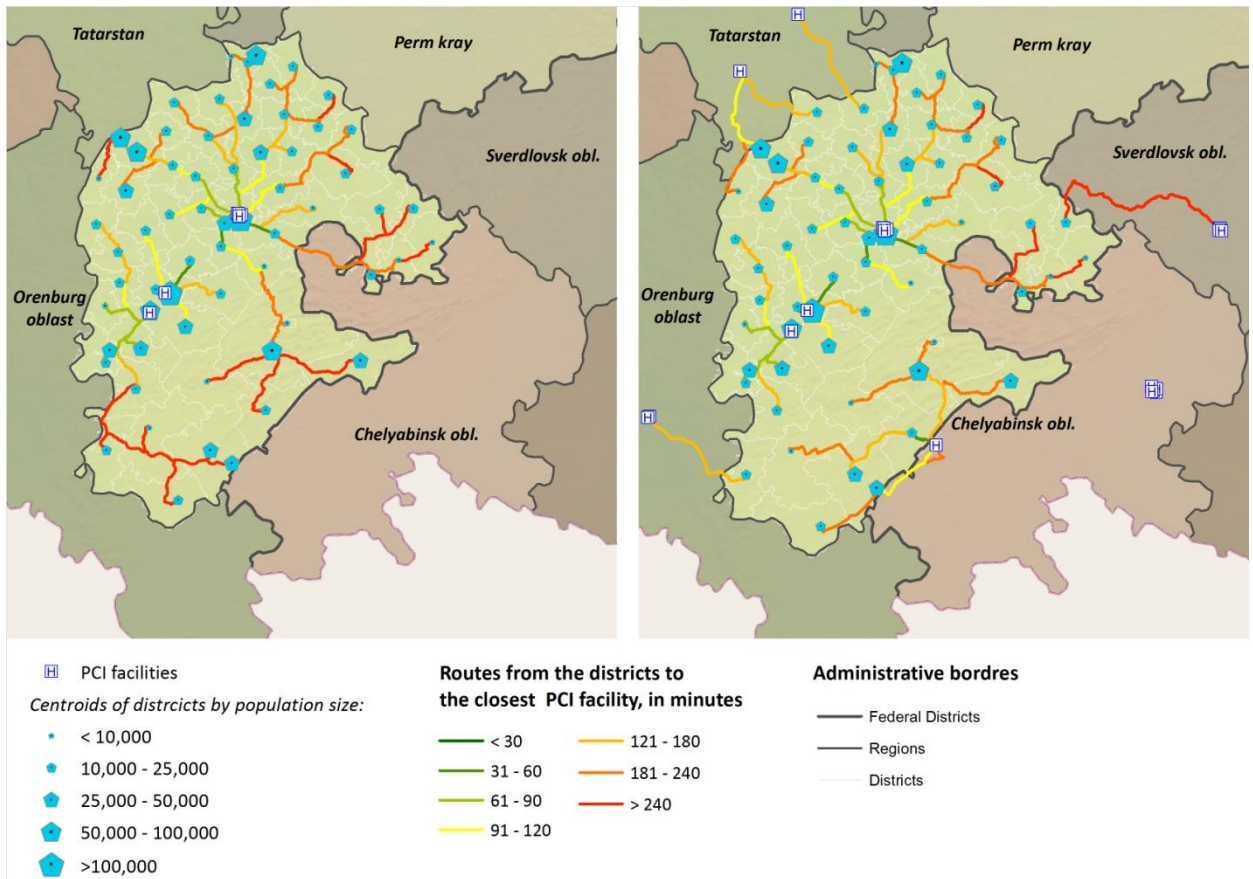 Tatarstan
Perm kray
Sverdlovsk obl.
Orenburg
oblast
Chelyabinsk obl.
H
H
H
Tatarstan
Perm kray
Sverdlovsk obl.
Orenburg
oblast
Chelyabinsk obl.
H
H
H
H
H
H
H
H
H
H PCI facilities
Centroids of distrcicts by population size:
< 10,000
10,000 - 25,000
25,000 - 50,000
50,000 - 100,000
>100,000
Routes from the districts to
the closest PCI facility, in minutes
< 30
31 - 60
61 - 90
91 - 120
121 - 180
181 - 240
> 240
Administrative bordres
Federal Districts
Regions
Districts